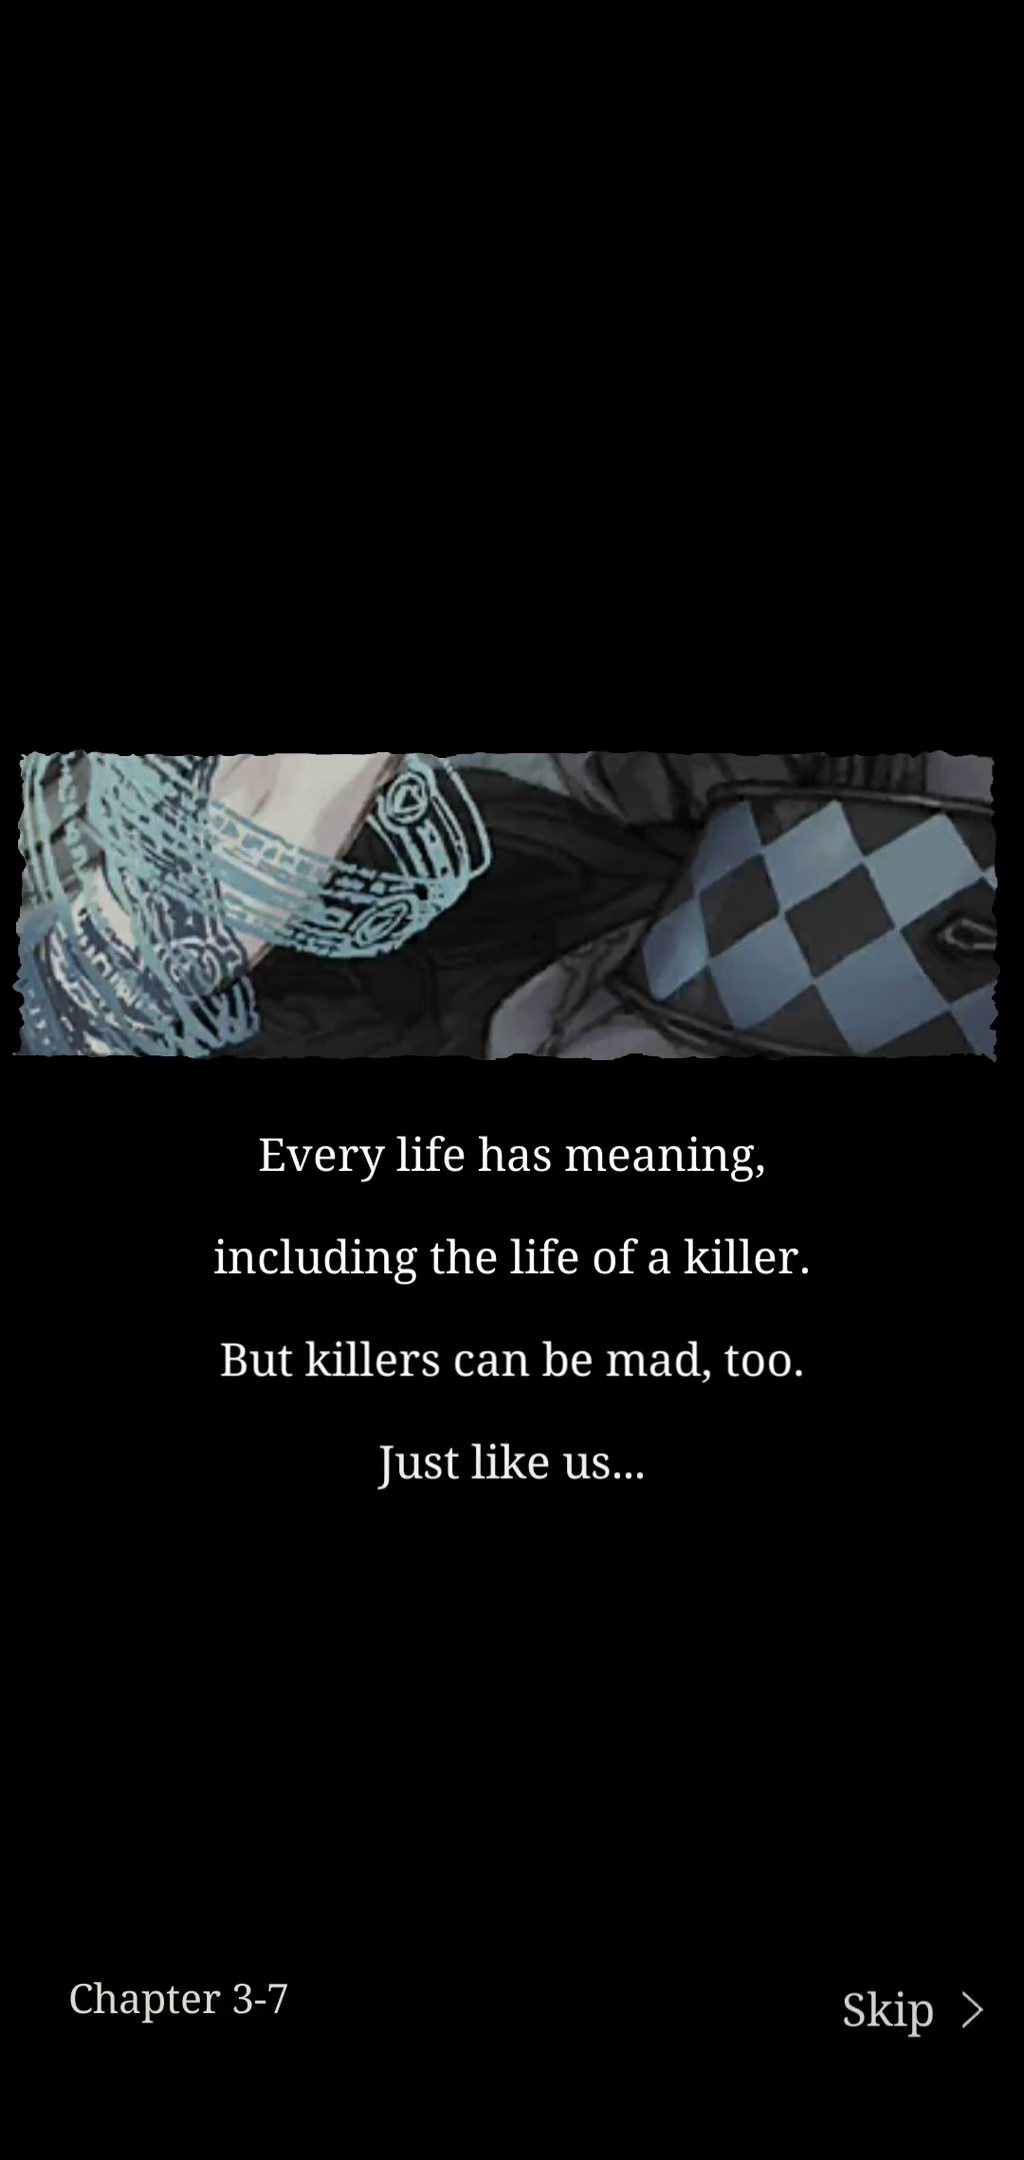 Every life has meaning,
including the life of a killer.
But killers can be mad, too.
Just like us...
Chapter 3-7
Skip >